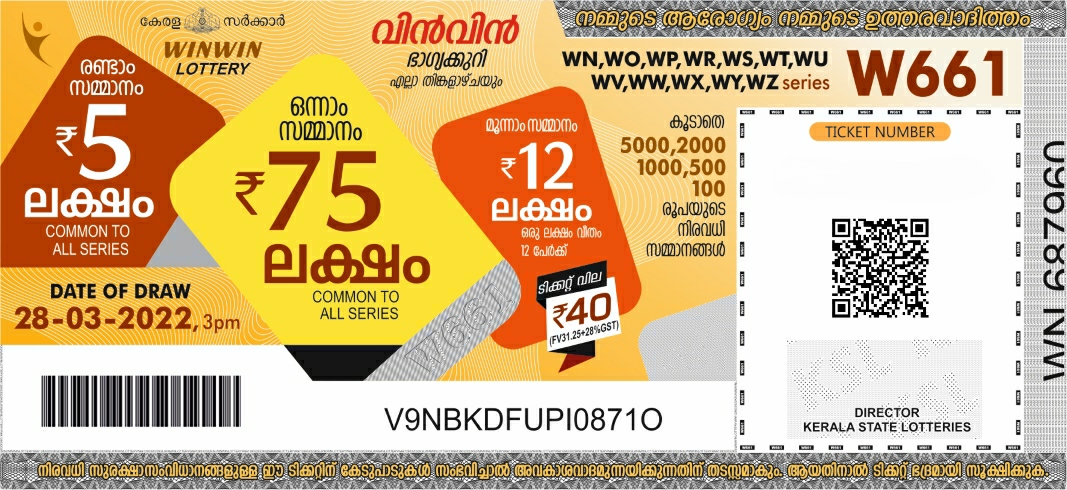 കേരള സർക്കാർ
WINWIN
LOTTERY
വിൻവിൻ
ഭാഗ്യക്കുറി
എല്ലാ തിങ്കളാഴ്ചയും
നമ്മുടെ ആരോഗ്യം നമ്മുടെ ഉത്തരവാദിത്തം
WN,WO,WP,WR,WS,WT,WU
WV,WW,WX,WY,WZ series
W661
രണ്ടാം
സമ്മാനം
₹5
ലക്ഷം
COMMON TO
ALL SERIES
ഒന്നാം
സമ്മാനം
₹75
ലക്ഷം
COMMON TO
ALL SERIES
മൂന്നാം സമ്മാനം
₹12
ലക്ഷം
ഒരു ലക്ഷം വീതം
12 പേർക്ക്
കൂടാതെ
5000,2000
1000,500
100
രൂപയുടെ
നിരവധി
സമ്മാനങ്ങൾ
ടിക്കറ്റ് വില
₹40
(FV31.25+28%GST)
DATE OF DRAW
28-03-2022, 3pm
W661
TICKET NUMBER
KSL
KSL
DIRECTOR
KERALA STATE LOTTERIES
WN 687960
V9NBKDFUPI0871O
നിരവധി സുരക്ഷാസംവിധാനങ്ങളുള്ള ഈ ടിക്കറ്റിന് കേടുപാടുകൾ സംഭവിച്ചാൽ അവകാശവാദമുന്നയിക്കുന്നതിന് തടസ്സമാകും. ആയതിനാൽ ടിക്കറ്റ് ഭദ്രമായി സൂക്ഷിക്കുക.